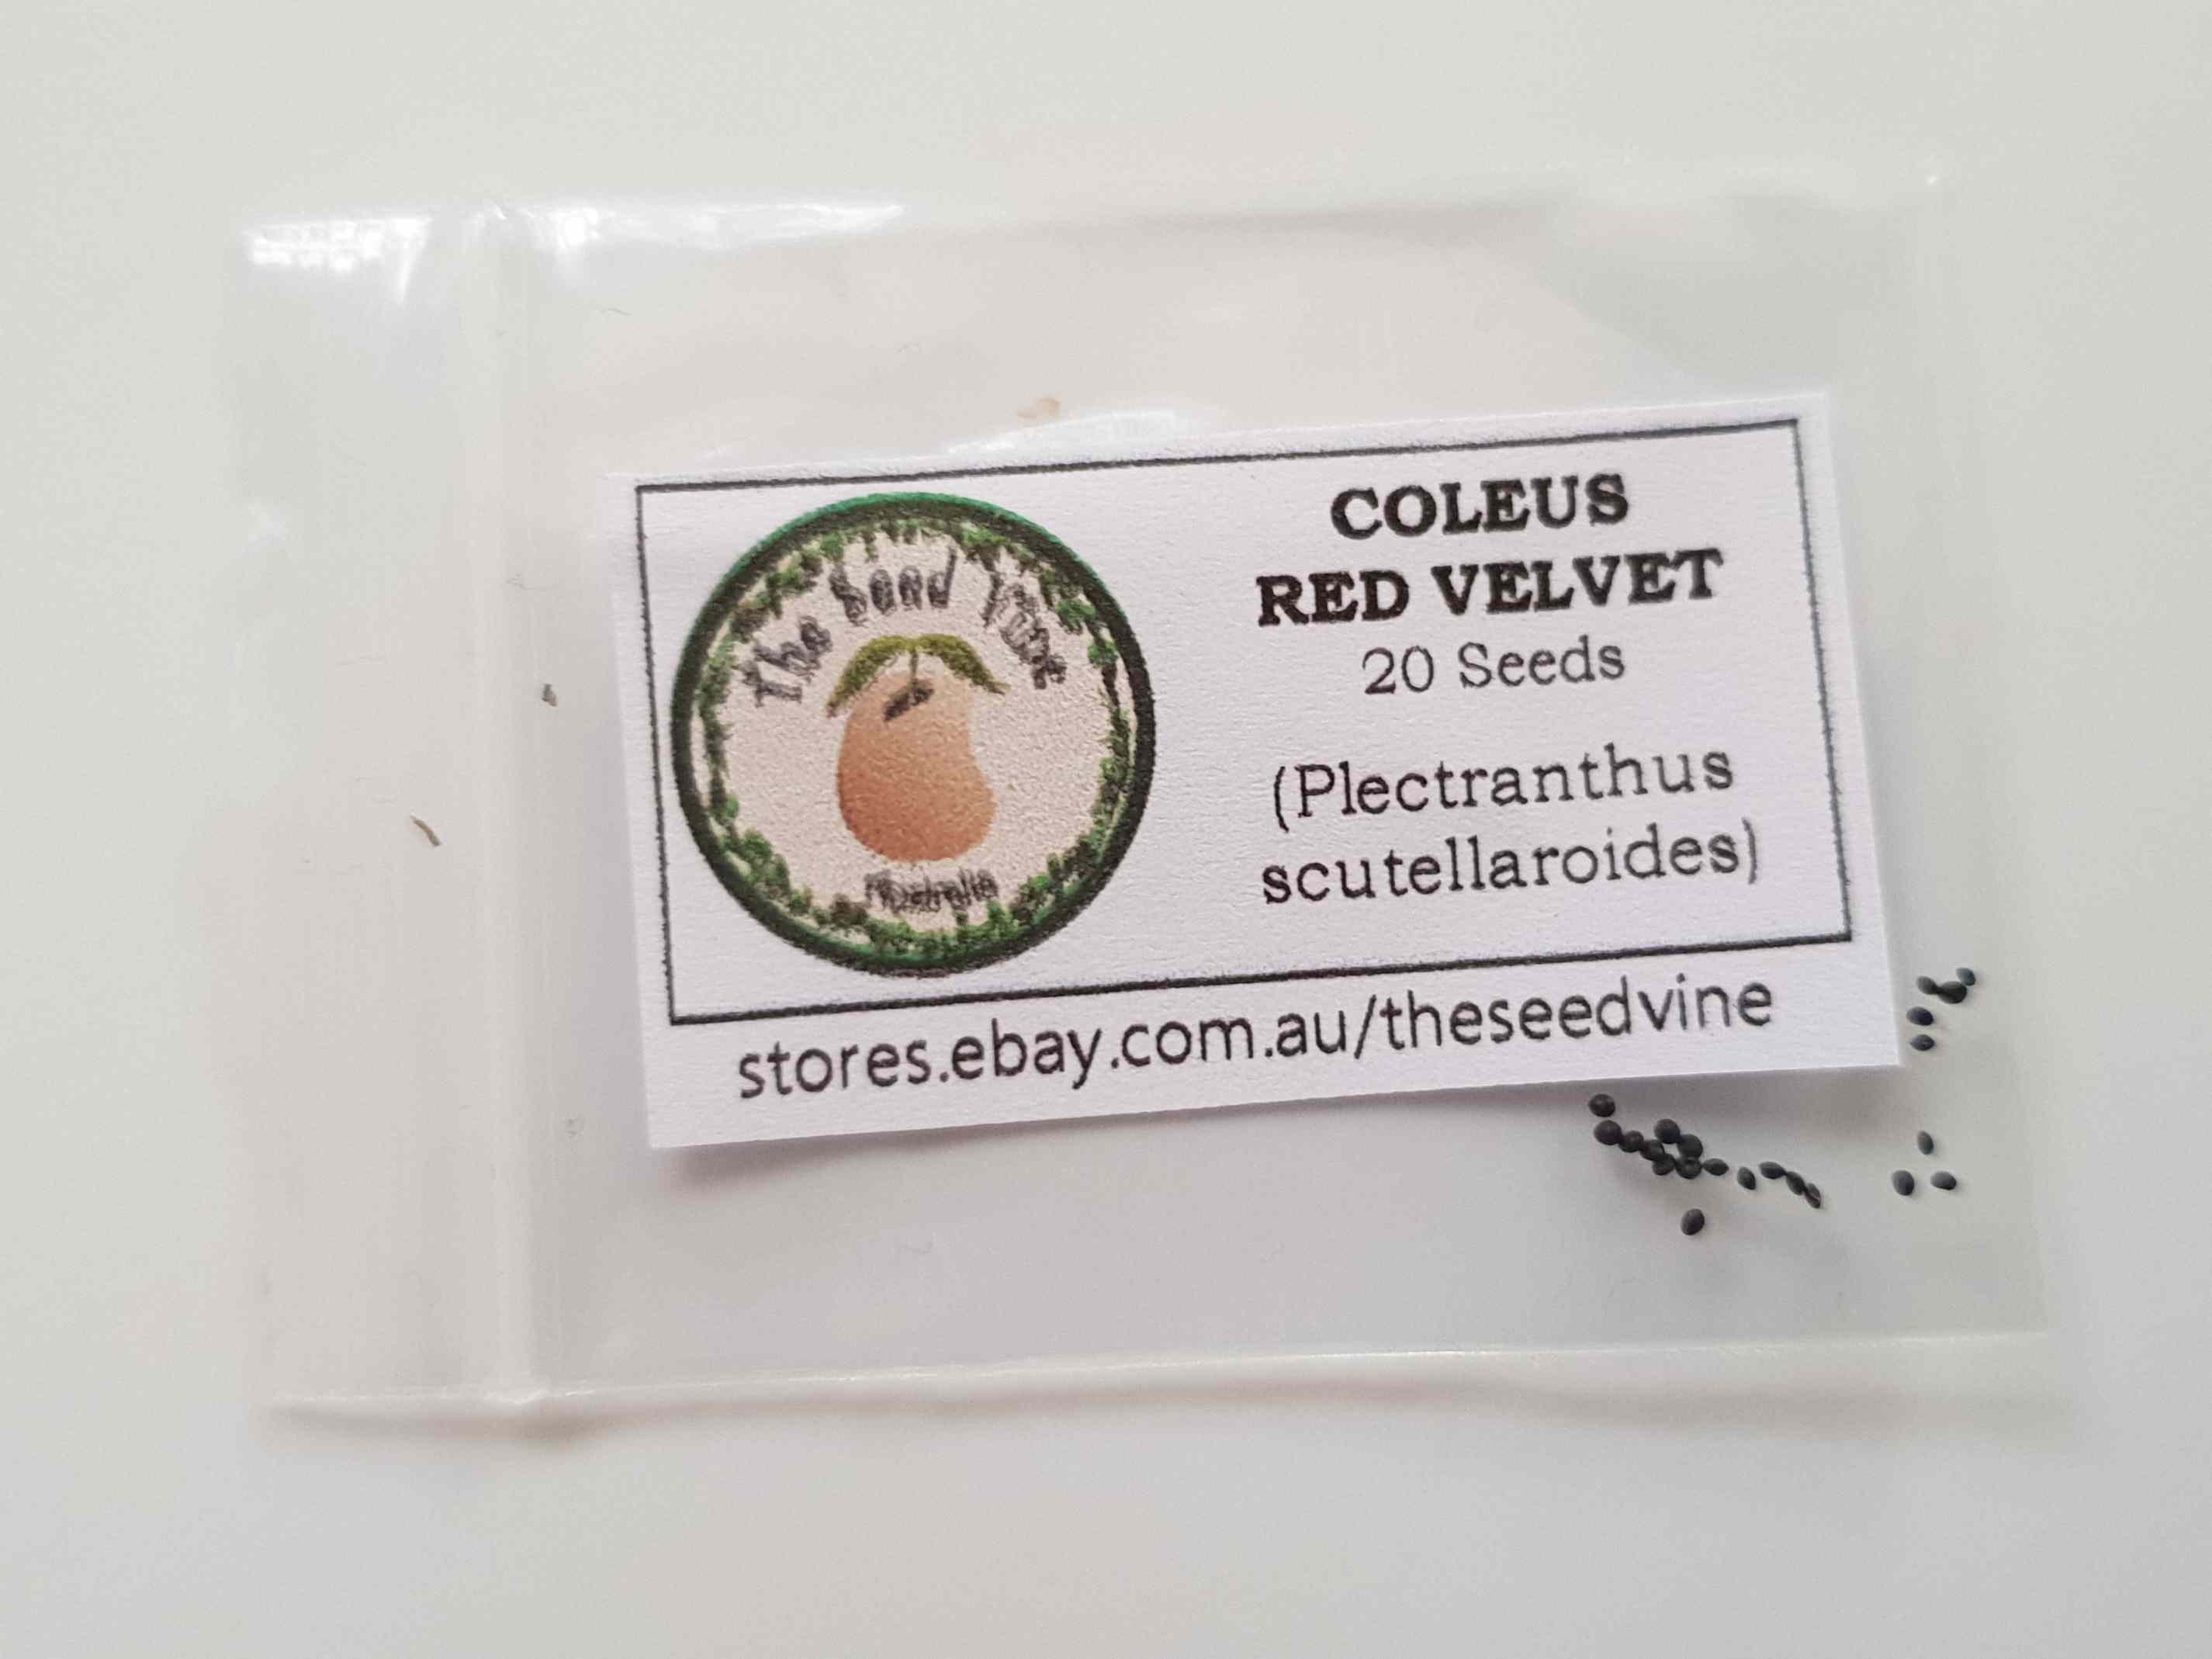 The Seed Vine
Australia
COLEUS
RED VELVET
20 Seeds
(Plectranthus
scutellaroides)
stores.ebay.com.au/theseedvine